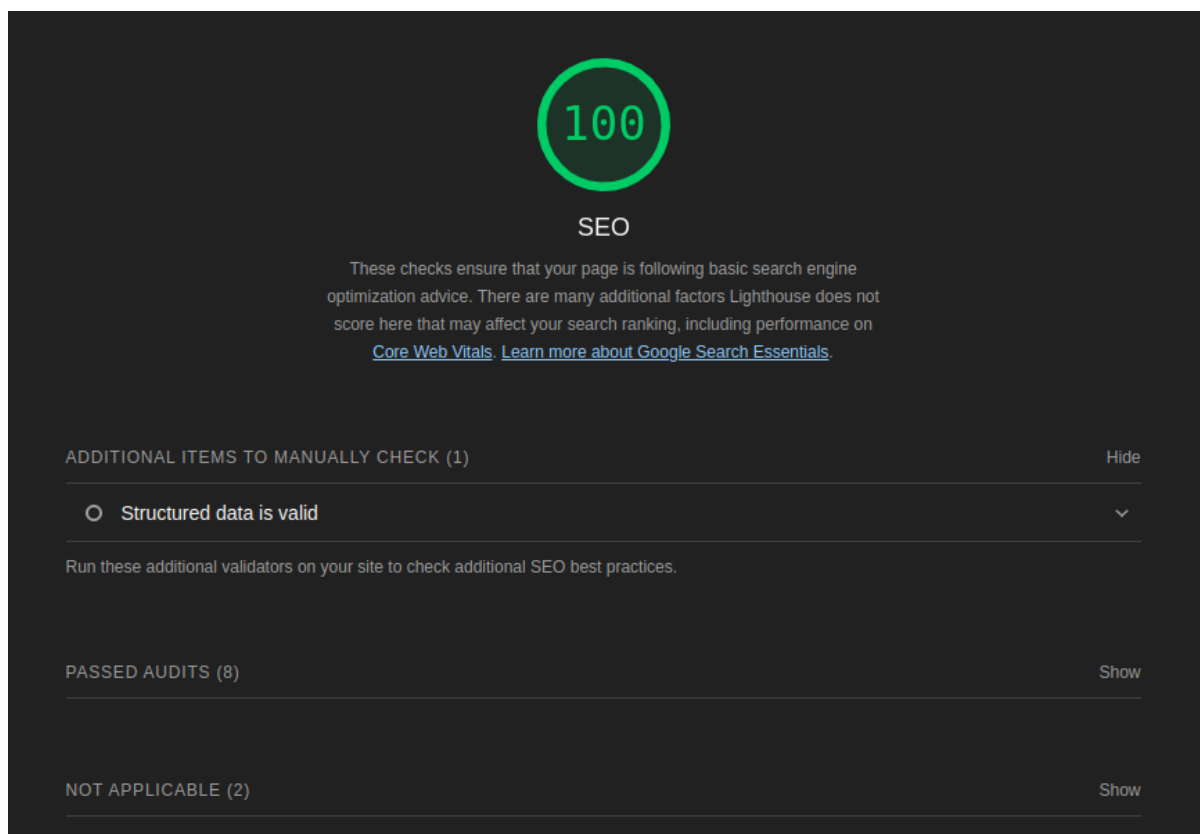 100
SEO
These checks ensure that your page is following basic search engine
optimization advice. There are many additional factors Lighthouse does not
score here that may affect your search ranking, including performance on
Core Web Vitals. Learn more about Google Search Essentials.
ADDITIONAL ITEMS TO MANUALLY CHECK (1) Hide
Structured data is valid
Run these additional validators on your site to check additional SEO best practices.
PASSED AUDITS (8) Show
NOT APPLICABLE (2) Show